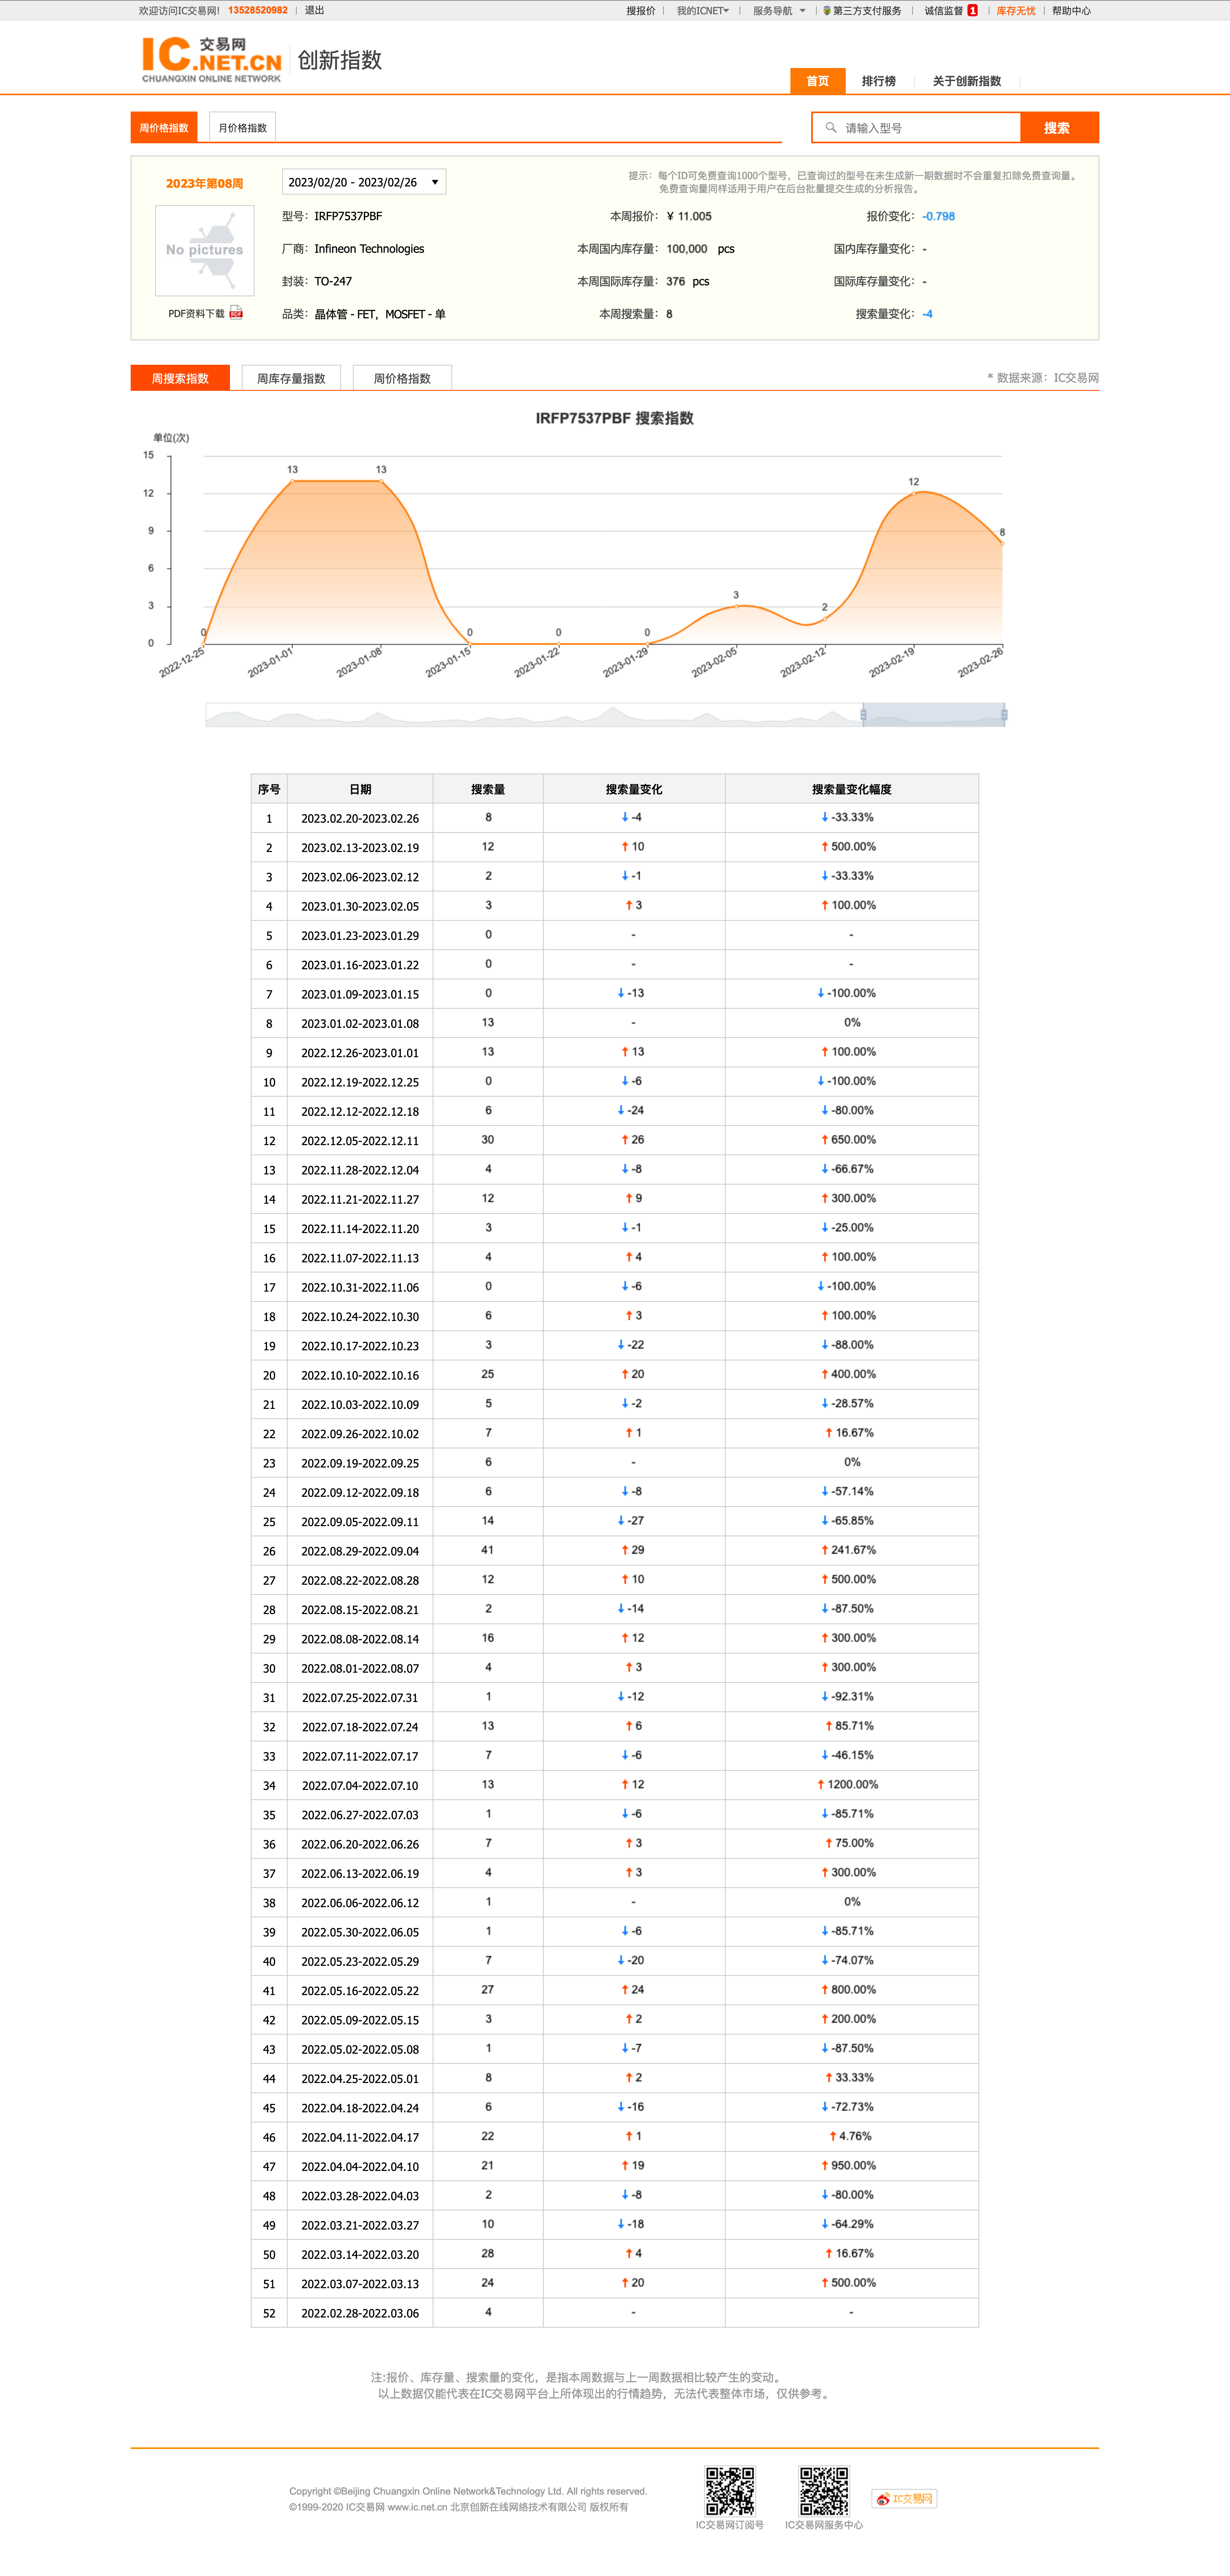 欢迎访问IC交易网! 13528520982 | 退出
搜报价 | 我的ICNET | 服务导航 | 第三方支付服务 | 诚信监督 1 | 库存无忧 | 帮助中心
IC 交易网
.NET.CN
CHUANGXIN ONLINE NETWORK
创新指数
首页 排行榜 关于创新指数
周价格指数 月价格指数
请输入型号 搜索
2023年第08周
2023/02/20 - 2023/02/26
提示：每个ID可免费查询1000个型号，已查询过的型号在未生成新一期数据时不会重复扣除免费查询量。
免费查询量同样适用于用户在后台批量提交生成的分析报告。
No pictures
PDF资料下载 PDF
型号：IRFP7537PBF 本周报价：¥ 11.005 报价变化：-0.798
厂商：Infineon Technologies 本周国内库存量：100,000 pcs 国内库存量变化：-
封装：TO-247 本周国际库存量：376 pcs 国际库存量变化：-
品类：晶体管 - FET，MOSFET - 单 本周搜索量：8 搜索量变化：-4
周搜索指数 周库存量指数 周价格指数
* 数据来源：IC交易网
IRFP7537PBF 搜索指数
单位(次)
15
12
9
6
3
0
0 13 13 0 0 0 3 2 12 8
2022-12-25 2023-01-01 2023-01-08 2023-01-15 2023-01-22 2023-01-29 2023-02-05 2023-02-12 2023-02-19 2023-02-26
序号 日期 搜索量 搜索量变化 搜索量变化幅度
1 2023.02.20-2023.02.26 8 ↓ -4 ↓ -33.33%
2 2023.02.13-2023.02.19 12 ↑ 10 ↑ 500.00%
3 2023.02.06-2023.02.12 2 ↓ -1 ↓ -33.33%
4 2023.01.30-2023.02.05 3 ↑ 3 ↑ 100.00%
5 2023.01.23-2023.01.29 0 - -
6 2023.01.16-2023.01.22 0 - -
7 2023.01.09-2023.01.15 0 ↓ -13 ↓ -100.00%
8 2023.01.02-2023.01.08 13 - 0%
9 2022.12.26-2023.01.01 13 ↑ 13 ↑ 100.00%
10 2022.12.19-2022.12.25 0 ↓ -6 ↓ -100.00%
11 2022.12.12-2022.12.18 6 ↓ -24 ↓ -80.00%
12 2022.12.05-2022.12.11 30 ↑ 26 ↑ 650.00%
13 2022.11.28-2022.12.04 4 ↓ -8 ↓ -66.67%
14 2022.11.21-2022.11.27 12 ↑ 9 ↑ 300.00%
15 2022.11.14-2022.11.20 3 ↓ -1 ↓ -25.00%
16 2022.11.07-2022.11.13 4 ↑ 4 ↑ 100.00%
17 2022.10.31-2022.11.06 0 ↓ -6 ↓ -100.00%
18 2022.10.24-2022.10.30 6 ↑ 3 ↑ 100.00%
19 2022.10.17-2022.10.23 3 ↓ -22 ↓ -88.00%
20 2022.10.10-2022.10.16 25 ↑ 20 ↑ 400.00%
21 2022.10.03-2022.10.09 5 ↓ -2 ↓ -28.57%
22 2022.09.26-2022.10.02 7 ↑ 1 ↑ 16.67%
23 2022.09.19-2022.09.25 6 - 0%
24 2022.09.12-2022.09.18 6 ↓ -8 ↓ -57.14%
25 2022.09.05-2022.09.11 14 ↓ -27 ↓ -65.85%
26 2022.08.29-2022.09.04 41 ↑ 29 ↑ 241.67%
27 2022.08.22-2022.08.28 12 ↑ 10 ↑ 500.00%
28 2022.08.15-2022.08.21 2 ↓ -14 ↓ -87.50%
29 2022.08.08-2022.08.14 16 ↑ 12 ↑ 300.00%
30 2022.08.01-2022.08.07 4 ↑ 3 ↑ 300.00%
31 2022.07.25-2022.07.31 1 ↓ -12 ↓ -92.31%
32 2022.07.18-2022.07.24 13 ↑ 6 ↑ 85.71%
33 2022.07.11-2022.07.17 7 ↓ -6 ↓ -46.15%
34 2022.07.04-2022.07.10 13 ↑ 12 ↑ 1200.00%
35 2022.06.27-2022.07.03 1 ↓ -6 ↓ -85.71%
36 2022.06.20-2022.06.26 7 ↑ 3 ↑ 75.00%
37 2022.06.13-2022.06.19 4 ↑ 3 ↑ 300.00%
38 2022.06.06-2022.06.12 1 - 0%
39 2022.05.30-2022.06.05 1 ↓ -6 ↓ -85.71%
40 2022.05.23-2022.05.29 7 ↓ -20 ↓ -74.07%
41 2022.05.16-2022.05.22 27 ↑ 24 ↑ 800.00%
42 2022.05.09-2022.05.15 3 ↑ 2 ↑ 200.00%
43 2022.05.02-2022.05.08 1 ↓ -7 ↓ -87.50%
44 2022.04.25-2022.05.01 8 ↑ 2 ↑ 33.33%
45 2022.04.18-2022.04.24 6 ↓ -16 ↓ -72.73%
46 2022.04.11-2022.04.17 22 ↑ 1 ↑ 4.76%
47 2022.04.04-2022.04.10 21 ↑ 19 ↑ 950.00%
48 2022.03.28-2022.04.03 2 ↓ -8 ↓ -80.00%
49 2022.03.21-2022.03.27 10 ↓ -18 ↓ -64.29%
50 2022.03.14-2022.03.20 28 ↑ 4 ↑ 16.67%
51 2022.03.07-2022.03.13 24 ↑ 20 ↑ 500.00%
52 2022.02.28-2022.03.06 4 - -
注:报价、库存量、搜索量的变化，是指本周数据与上一周数据相比较产生的变动。
以上数据仅能代表在IC交易网平台上所体现出的行情趋势，无法代表整体市场，仅供参考。
Copyright ©Beijing Chuangxin Online Network&Technology Ltd. All rights reserved.
©1999-2020 IC交易网 www.ic.net.cn 北京创新在线网络技术有限公司 版权所有
IC交易网订阅号 IC交易网服务中心 IC交易网